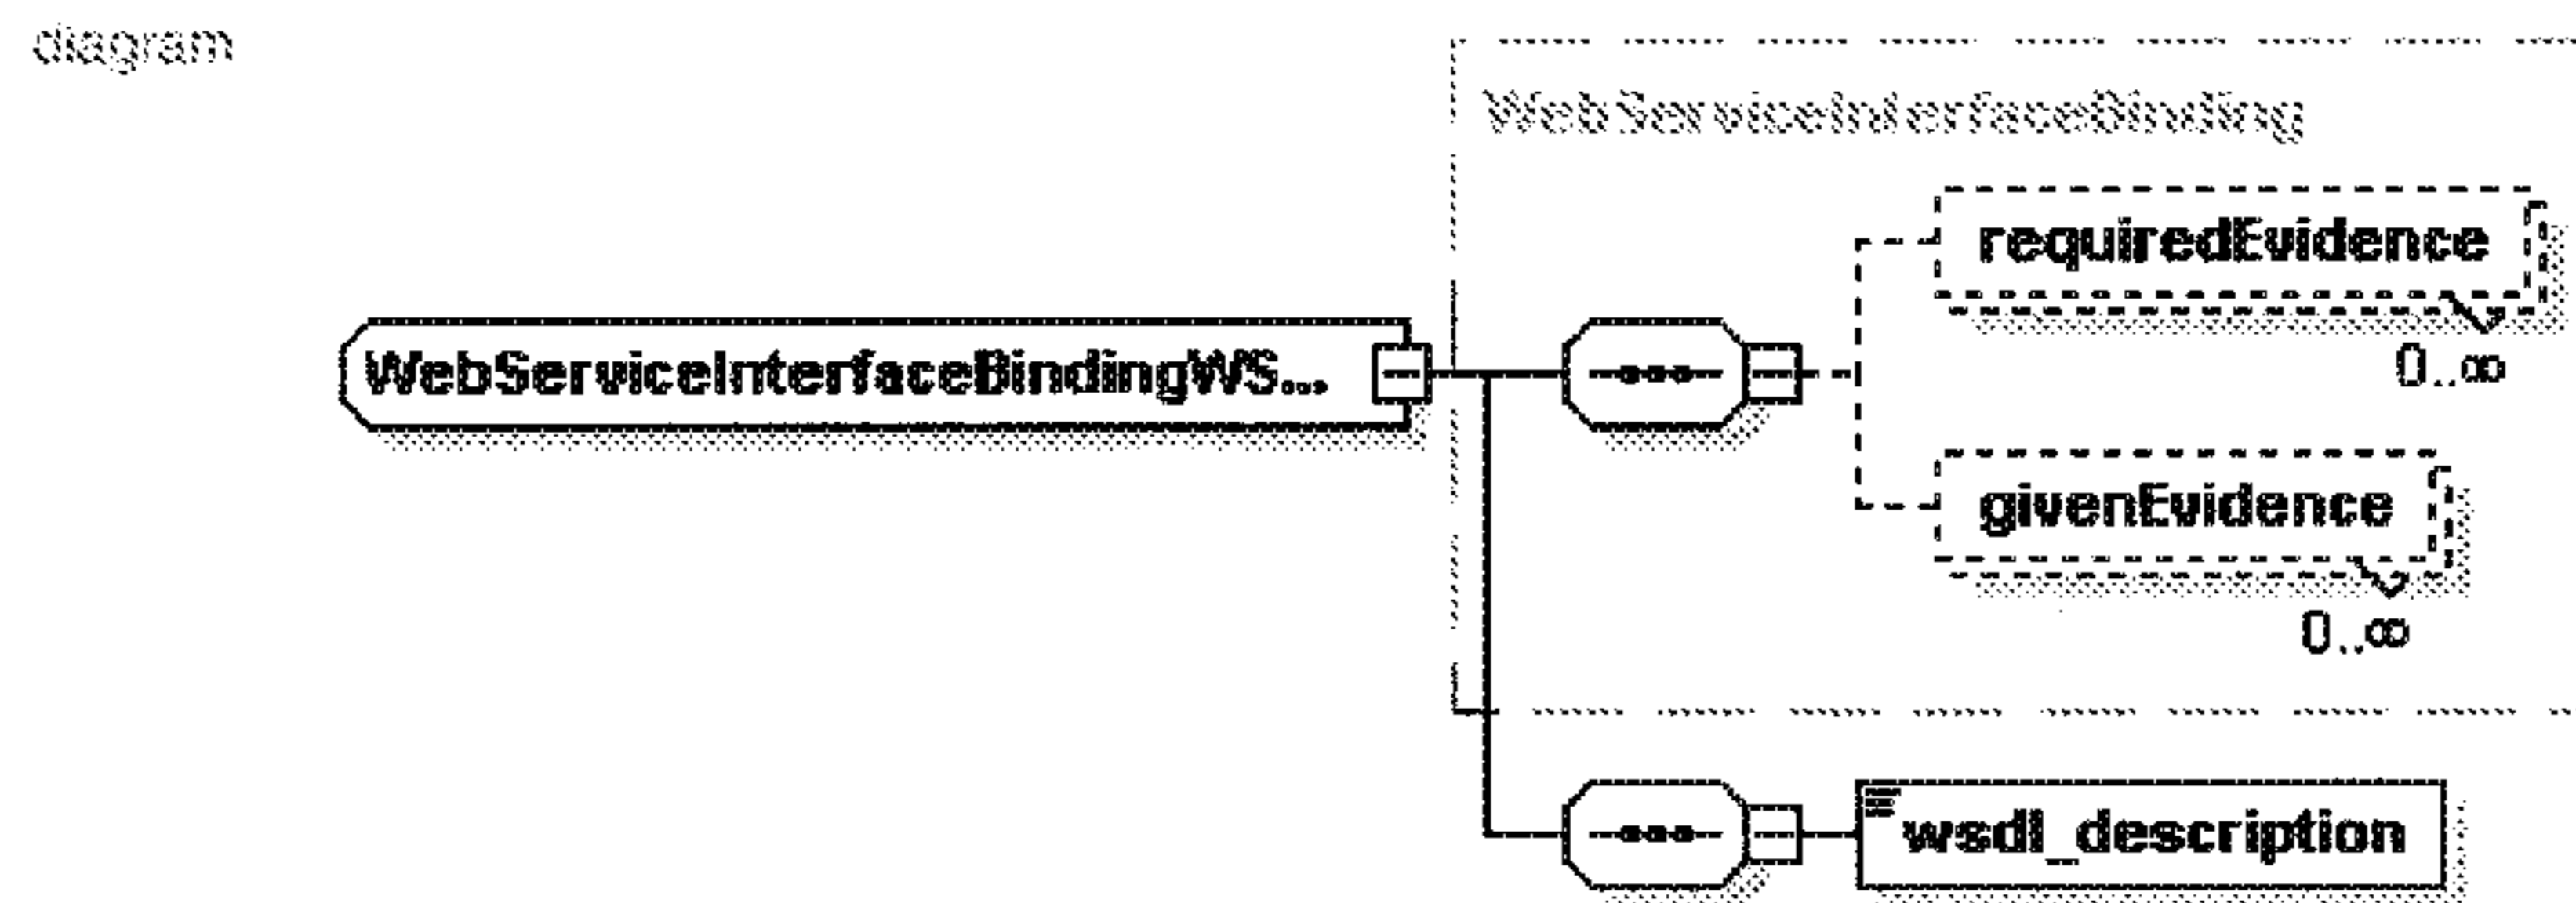 diagram
WebServiceInterfaceBinding
requiredEvidence
0..∞
WebServiceInterfaceBindingWS...
givenEvidence
0..∞
wsdl_description